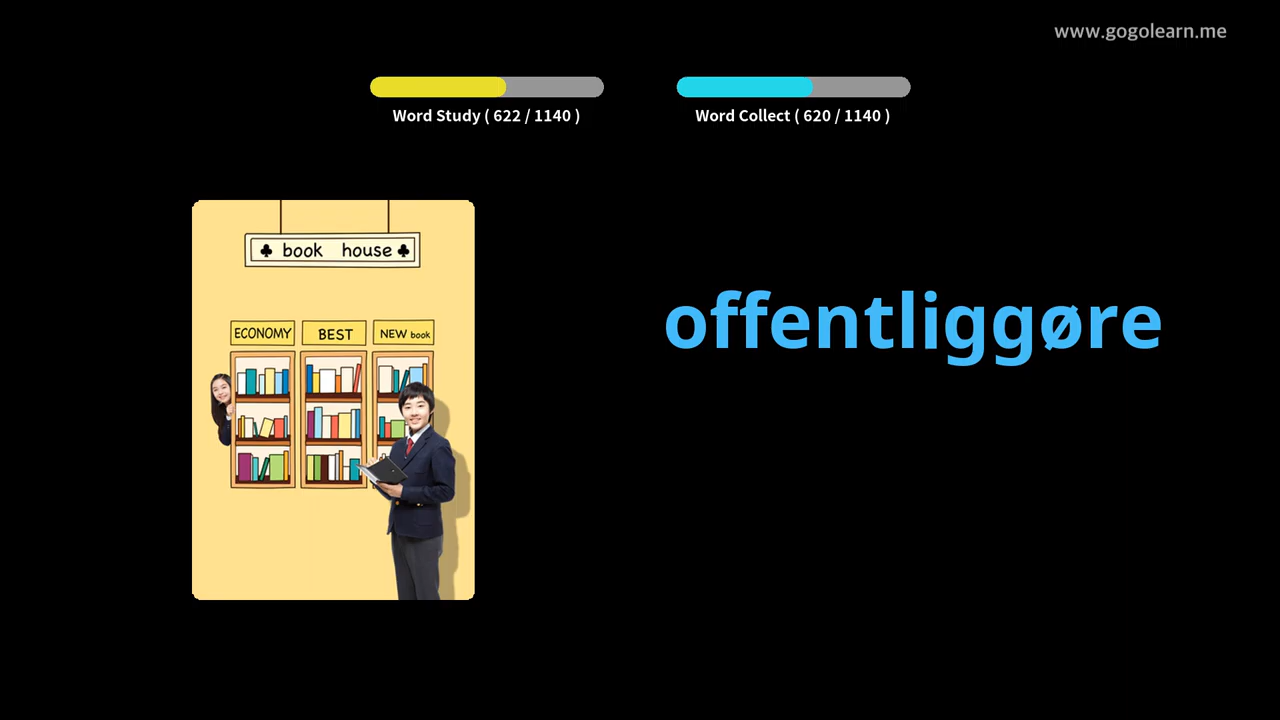 www.gogolearn.me
Word Study ( 622 / 1140 )
Word Collect ( 620 / 1140 )
♣ book house ♣
ECONOMY
BEST
NEW book
offentliggøre